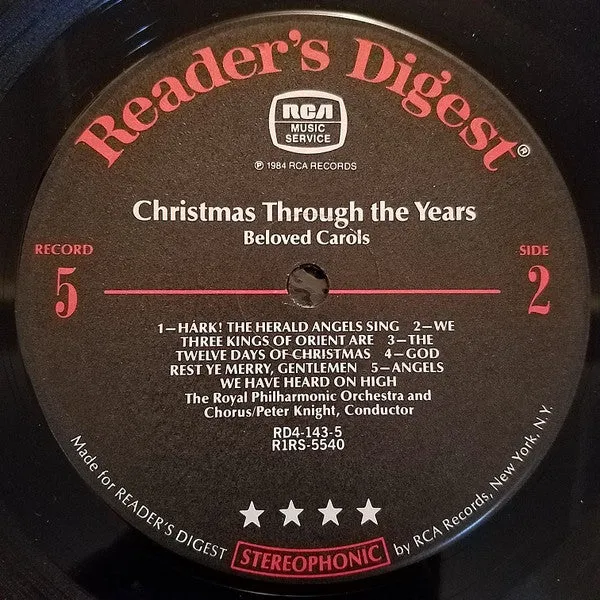 Reader's Digest®
RCA
MUSIC
SERVICE
℗ 1984 RCA RECORDS
Christmas Through the Years
Beloved Carols
RECORD
5
SIDE
2
1—HARK! THE HERALD ANGELS SING 2—WE
THREE KINGS OF ORIENT ARE 3—THE
TWELVE DAYS OF CHRISTMAS 4—GOD
REST YE MERRY, GENTLEMEN 5—ANGELS
WE HAVE HEARD ON HIGH
The Royal Philharmonic Orchestra and
Chorus/Peter Knight, Conductor
RD4-143-5
R1RS-5540
Made for READER'S DIGEST STEREOPHONIC by RCA Records, New York, N.Y.